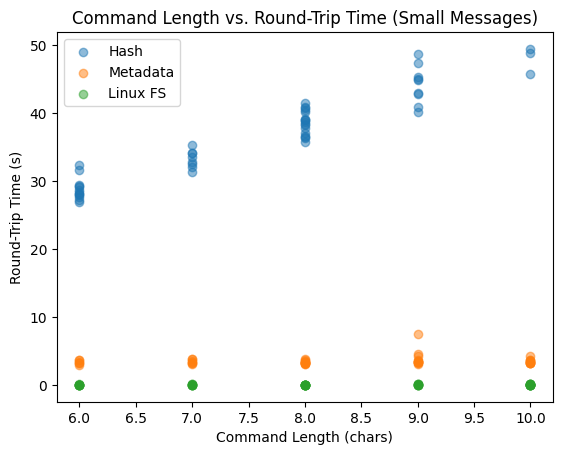 Command Length vs. Round-Trip Time (Small Messages)
Hash
Metadata
Linux FS
Round-Trip Time (s)
50
40
30
20
10
0
6.0 6.5 7.0 7.5 8.0 8.5 9.0 9.5 10.0
Command Length (chars)